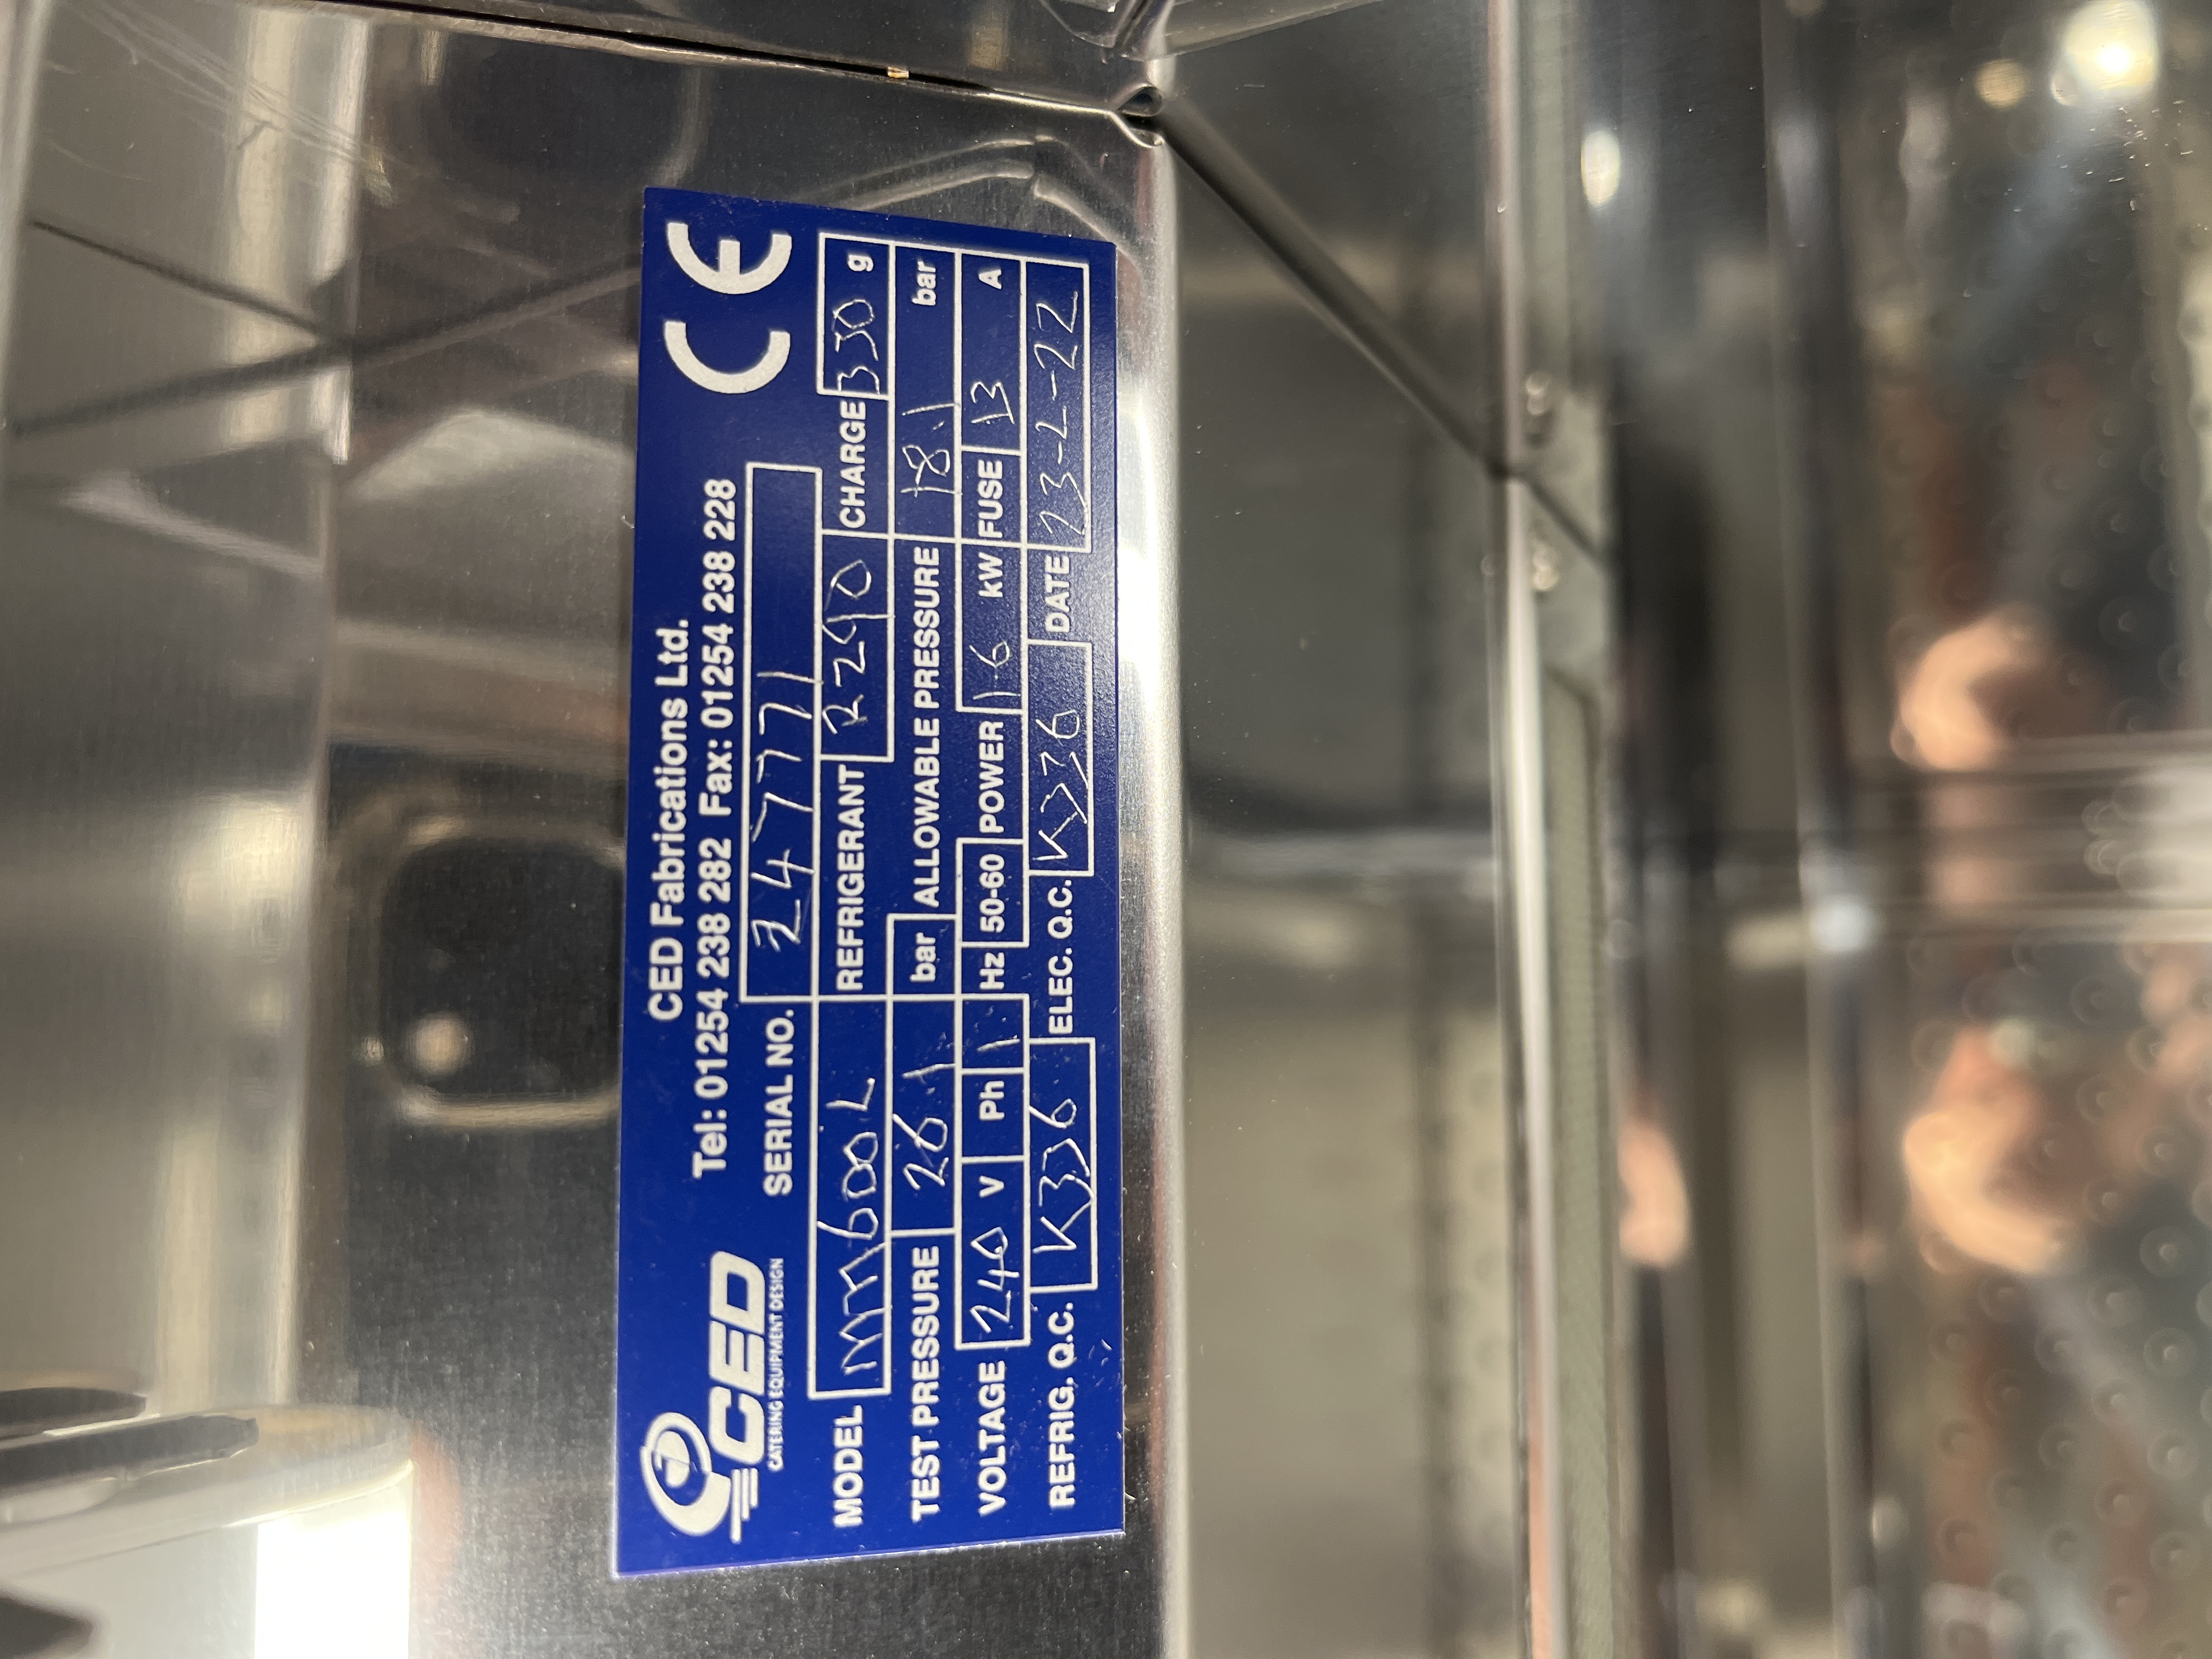 CED
CATERING EQUIPMENT DESIGN
CED Fabrications Ltd.
Tel: 01254 238 282 Fax: 01254 238 228
CE
SERIAL NO. 247771
MODEL MM600L REFRIGERANT R290 CHARGE 330 g
TEST PRESSURE 26.1 bar ALLOWABLE PRESSURE 18.1 bar
VOLTAGE 240 V Ph 1 Hz 50-60 POWER 1.6 kW FUSE 13 A
REFRIG. Q.C. K336 ELEC. Q.C. K336 DATE 23-2-22